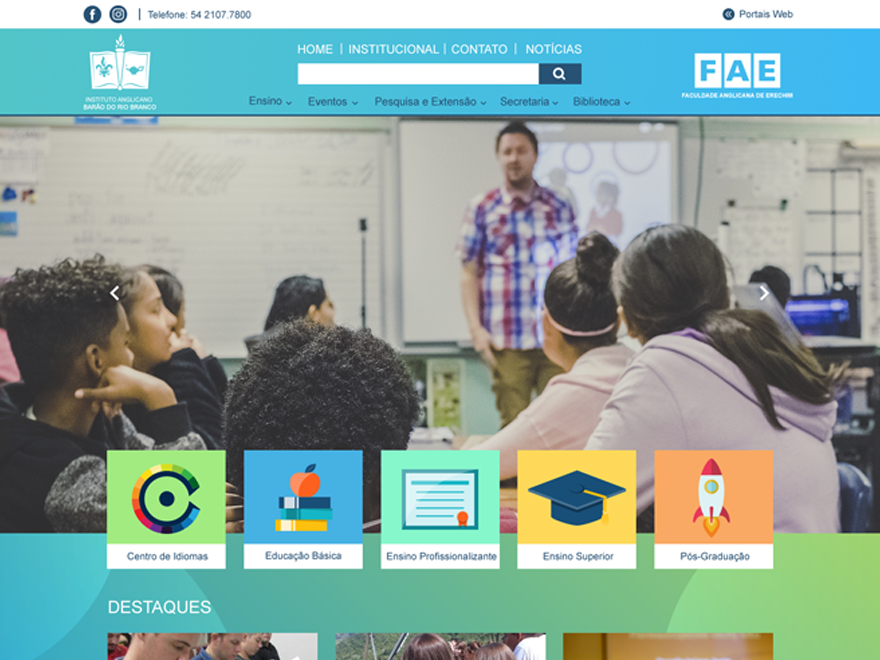 Telefone: 54 2107.7800
Portais Web
HOME | INSTITUCIONAL | CONTATO | NOTÍCIAS
INSTITUTO ANGLICANO
BARÃO DO RIO BRANCO
FAE
FACULDADE ANGLICANA DE ERECHIM
Ensino
Eventos
Pesquisa e Extensão
Secretaria
Biblioteca
Centro de Idiomas
Educação Básica
Ensino Profissionalizante
Ensino Superior
Pós-Graduação
DESTAQUES